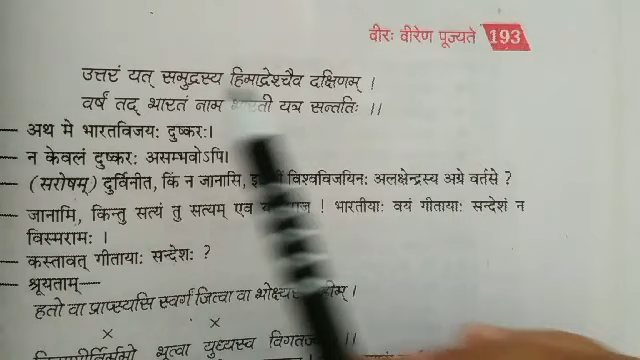 वीरः वीरेण पूज्यते 193
उत्तरं यत् समुद्रस्य हिमाद्रेश्चैव दक्षिणम् ।
वर्षं तद् भारतं नाम यत्र सन्ततिः ।।
— अथ मे भारतविजयः दुष्करः।
— न केवलं दुष्करः असम्भवोऽपि।
— (सरोषम्) दुर्विनीत, किं न जानासि, विश्वविजयिनः अलक्षेन्द्रस्य अग्रे वर्तसे ?
— जानामि, किन्तु सत्यं तु सत्यम् एव ! भारतीयाः वयं गीतायाः सन्देशं न
विस्मरामः ।
— कस्तावत् गीतायाः सन्देशः ?
— श्रूयताम्—
हतो वा प्राप्स्यसि स्वर्गं जित्वा वा
भूत्वा युध्यस्व ।।